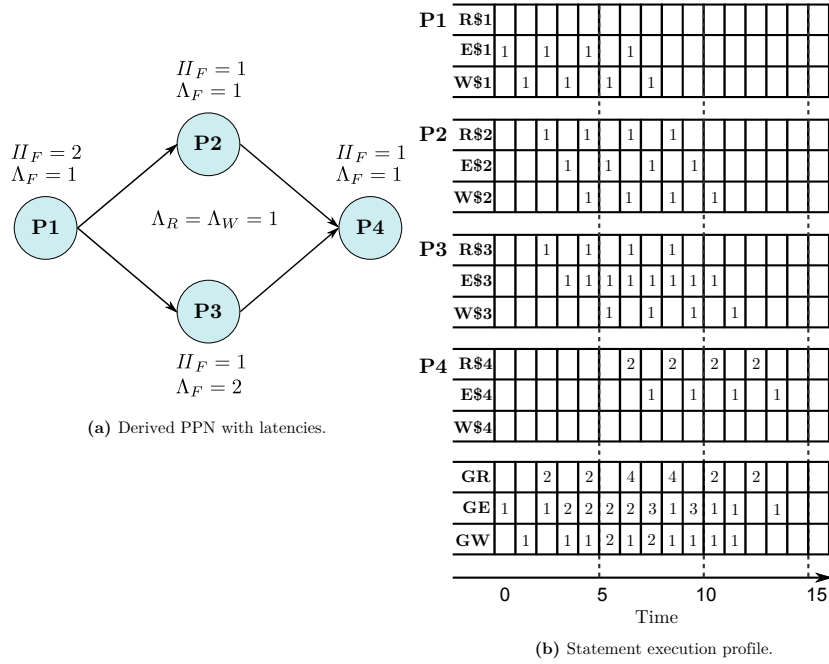 II_F = 1
Λ_F = 1
P2
II_F = 2
Λ_F = 1
P1
Λ_R = Λ_W = 1
II_F = 1
Λ_F = 1
P4
P3
II_F = 1
Λ_F = 2
(a) Derived PPN with latencies.
P1 R$1
E$1 1 1 1 1
W$1 1 1 1 1
P2 R$2 1 1 1 1
E$2 1 1 1 1
W$2 1 1 1 1
P3 R$3 1 1 1 1
E$3 1 1 1 1 1 1 1 1
W$3 1 1 1 1
P4 R$4 2 2 2 2
E$4 1 1 1 1
W$4
GR 2 2 4 4 2 2
GE 1 1 2 2 2 2 3 1 3 1 1 1
GW 1 1 1 2 1 2 1 1 1 1
0 5 10 15
Time
(b) Statement execution profile.